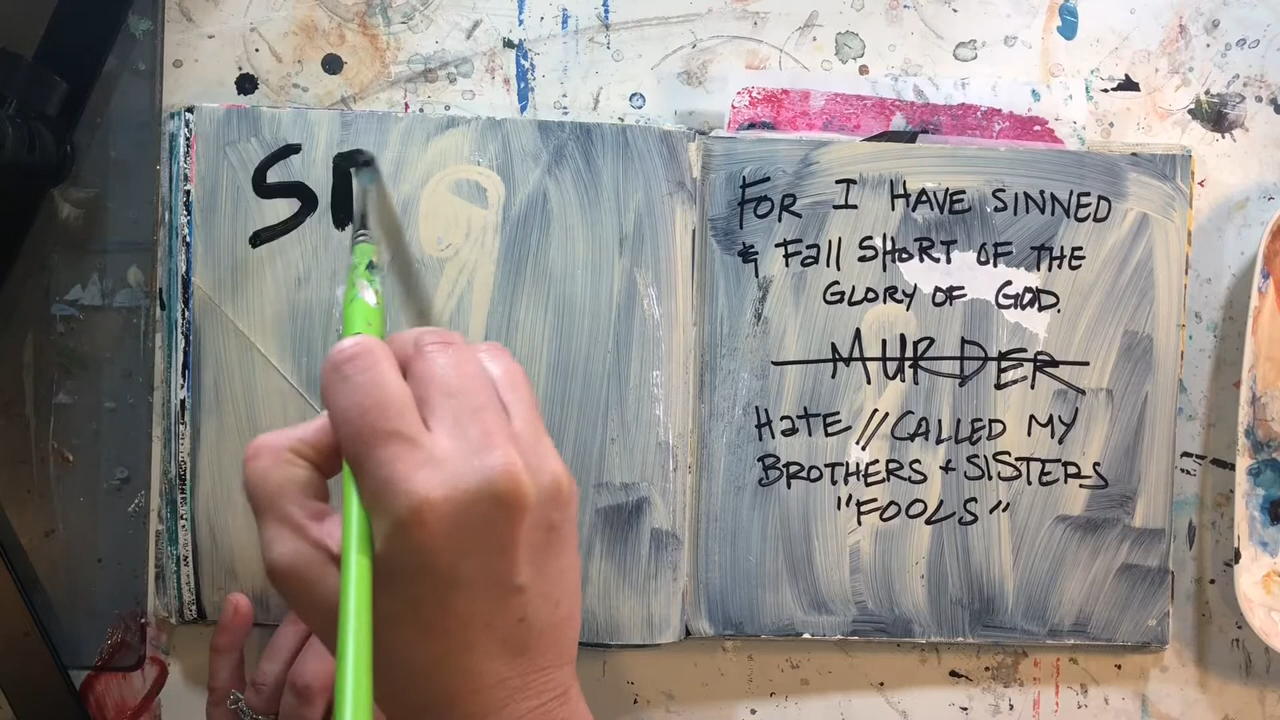 S
FOR I HAVE SINNED
& Fall SHORT OF THE
GLORY OF GOD.
MURDER
HaTE // CALLED MY
BROTHERS + SISTERS
"FOOLS"